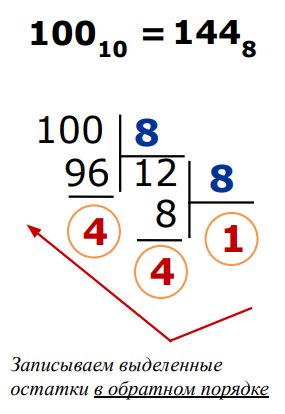 100₁₀ = 144₈
100 8
96 12 8
4 8 1
4
Записываем выделенные
остатки в обратном порядке